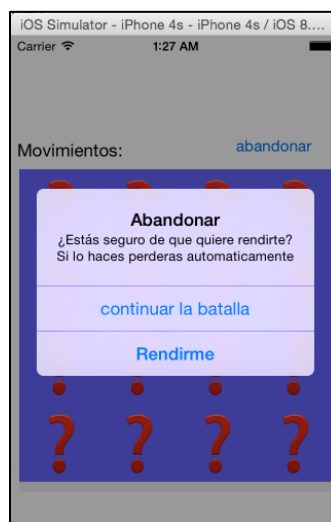 iOS Simulator - iPhone 4s - iPhone 4s / iOS 8....
Carrier 1:27 AM
Movimientos: abandonar
? ? ? ?
Abandonar
¿Estás seguro de que quiere rendirte?
Si lo haces perderas automaticamente
continuar la batalla
Rendirme
? ? ? ?